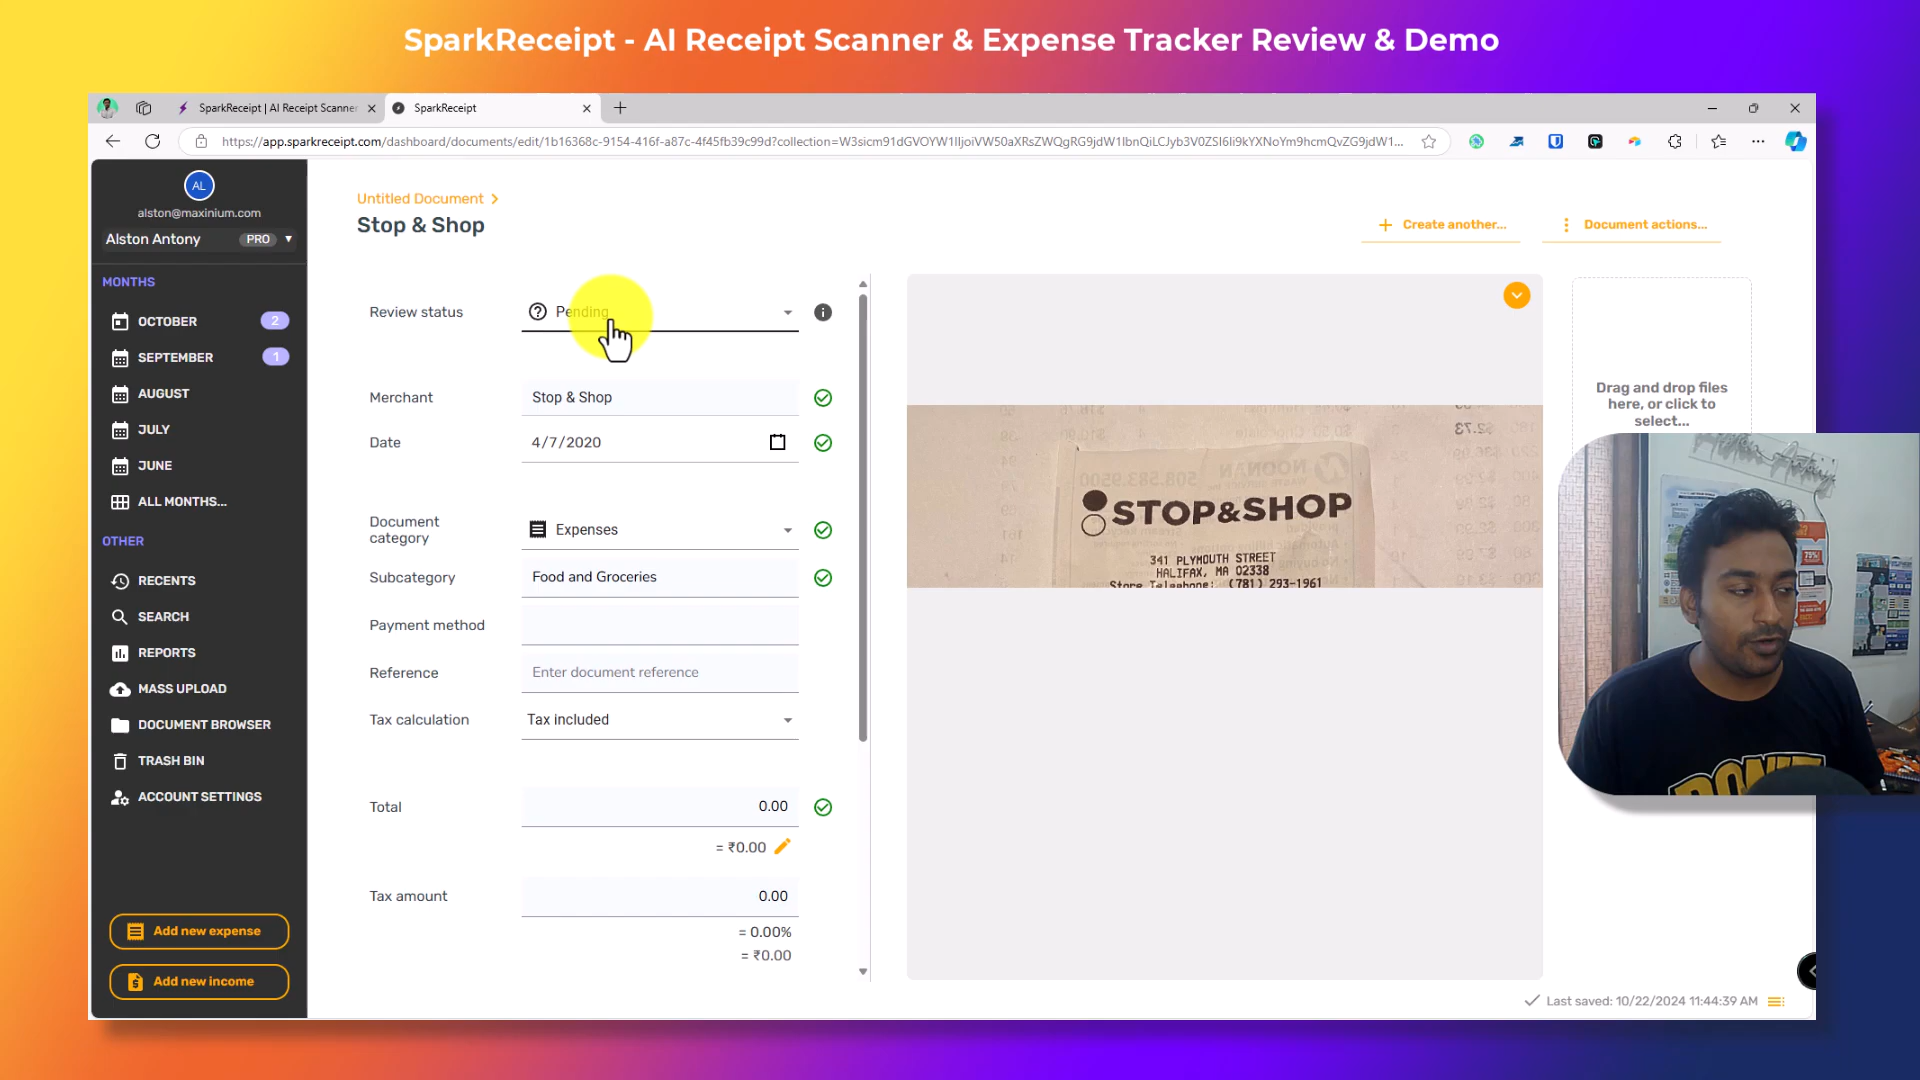 SparkReceipt - AI Receipt Scanner & Expense Tracker Review & Demo
SparkReceipt | AI Receipt Scanner
SparkReceipt
https://app.sparkreceipt.com/dashboard/documents/edit/1b16368c-9154-416f-a87c-4f45fb39c99d?collection=W3sicm91dGVOYW1lIjoiVW50aXRsZWQgRG9jdW1lbnQiLCJyb3V0ZSI6Ii9kYXNoYm9hcmQvZG9jdW1...
AL
alston@maxinium.com
Alston Antony PRO
MONTHS
OCTOBER 2
SEPTEMBER 1
AUGUST
JULY
JUNE
ALL MONTHS...
OTHER
RECENTS
SEARCH
REPORTS
MASS UPLOAD
DOCUMENT BROWSER
TRASH BIN
ACCOUNT SETTINGS
Add new expense
Add new income
Untitled Document
Stop & Shop
Create another...
Document actions...
Review status Pending
Merchant Stop & Shop
Date 4/7/2020
Document
category Expenses
Subcategory Food and Groceries
Payment method
Reference Enter document reference
Tax calculation Tax included
Total 0.00
= ₹0.00
Tax amount 0.00
= 0.00%
= ₹0.00
STOP&SHOP
341 PLYMOUTH STREET
HALIFAX, MA 02338
Store Telephone: (781) 293-1961
Drag and drop files
here, or click to
select...
Last saved: 10/22/2024 11:44:39 AM